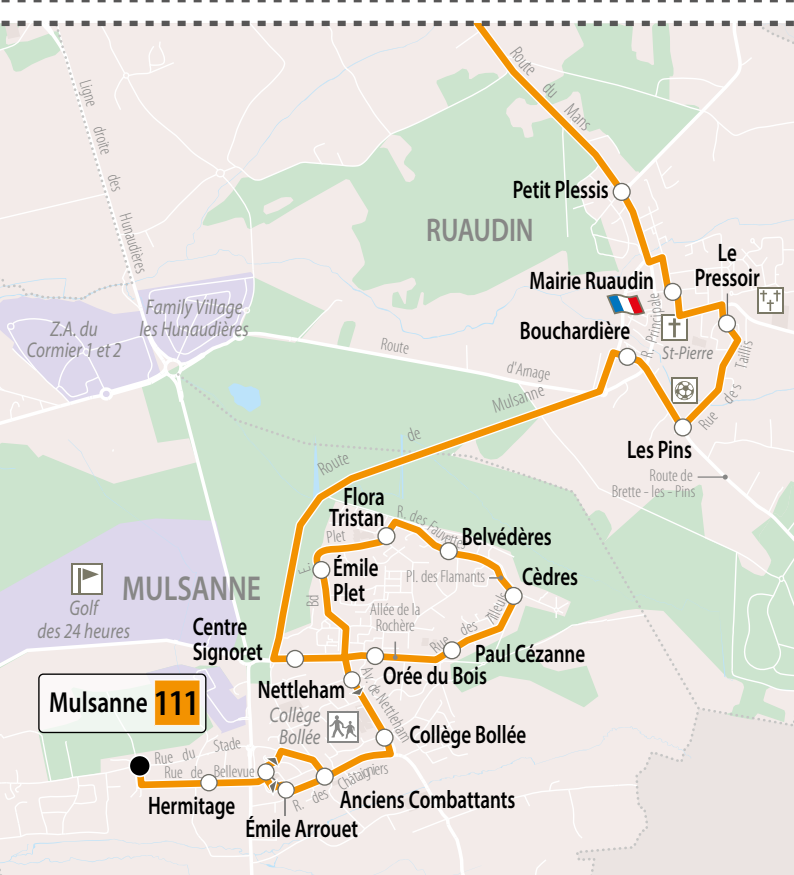 Route du Mans
Ligne droite des Hunaudières
Petit Plessis
RUAUDIN
Le
Pressoir
Mairie Ruaudin
R. Principale
Bouchardière
St-Pierre
Family Village
les Hunaudières
Z.A. du
Cormier 1 et 2
Route d'Arnage
Rue des Taillis
Route de Mulsanne
Les Pins
Route de
Brette - les - Pins
Flora
Tristan
R. des Fauvettes
Bd E. Plet
Belvédères
Émile
Plet
Pl. des Flamants
Cèdres
MULSANNE
Golf
des 24 heures
Allée de la
Rochère
Rue des Tilleuls
Centre
Signoret
Paul Cézanne
Orée du Bois
Nettleham
Av. de Nettleham
Mulsanne 111
Collège
Bollée
Collège Bollée
Rue du Stade
Rue de Bellevue
R. des Châtaigniers
Hermitage
Anciens Combattants
Émile Arrouet